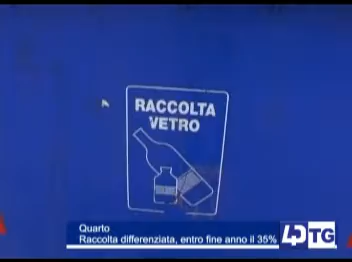 RACCOLTA
VETRO
Quarto
Raccolta differenziata, entro fine anno il 35%
TG